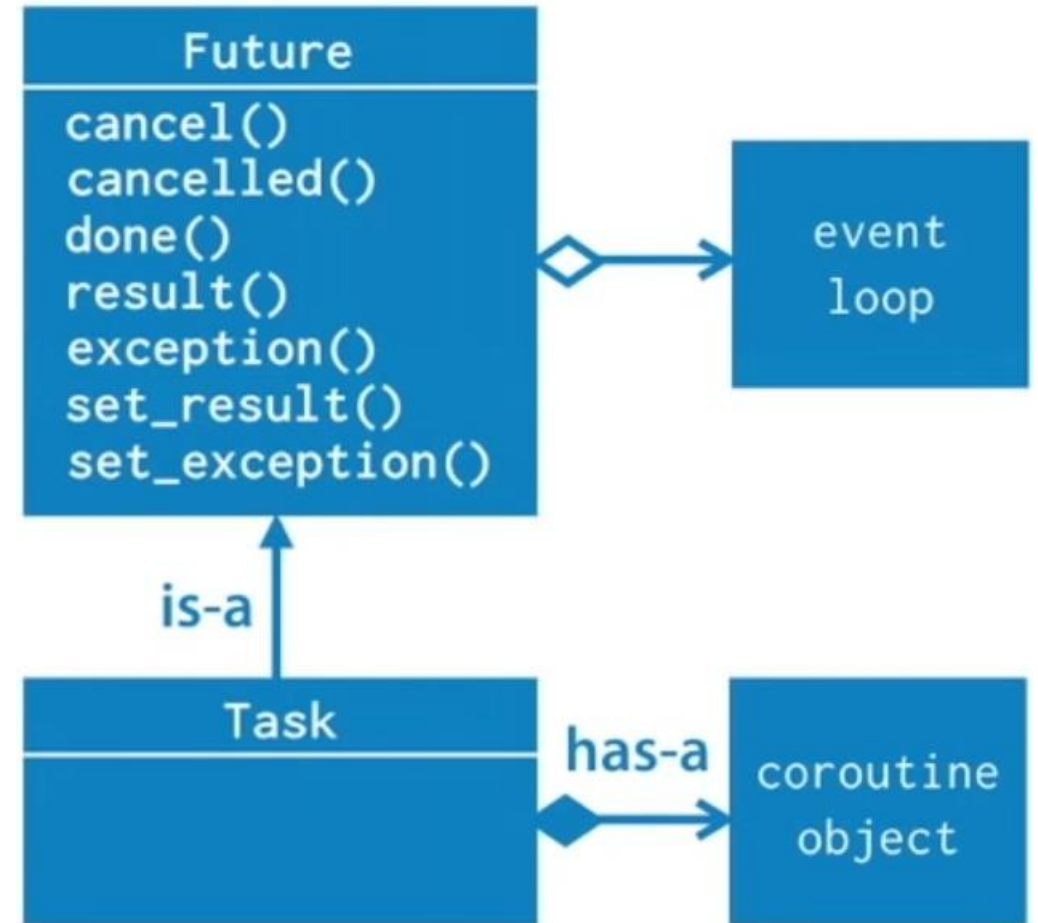 Future
cancel()
cancelled()
done()
result()
exception()
set_result()
set_exception()
event
loop
is-a
Task
has-a
coroutine
object